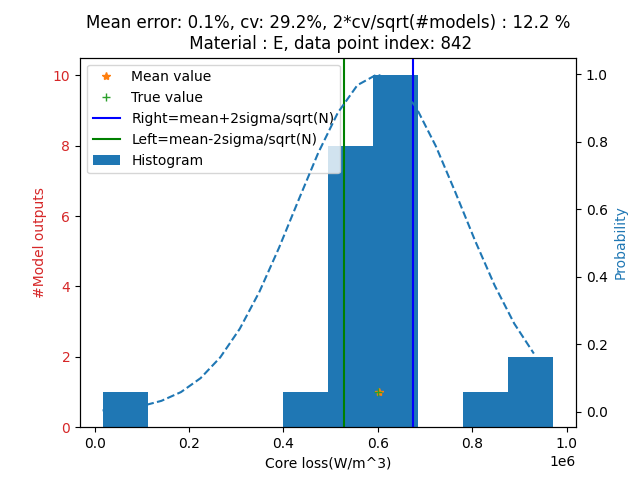 Mean error: 0.1%, cv: 29.2%, 2*cv/sqrt(#models) : 12.2 %
Material : E, data point index: 842
Mean value
True value
Right=mean+2sigma/sqrt(N)
Left=mean-2sigma/sqrt(N)
Histogram
#Model outputs
0
2
4
6
8
10
Probability
0.0
0.2
0.4
0.6
0.8
1.0
0.0 0.2 0.4 0.6 0.8 1.0
1e6
Core loss(W/m^3)